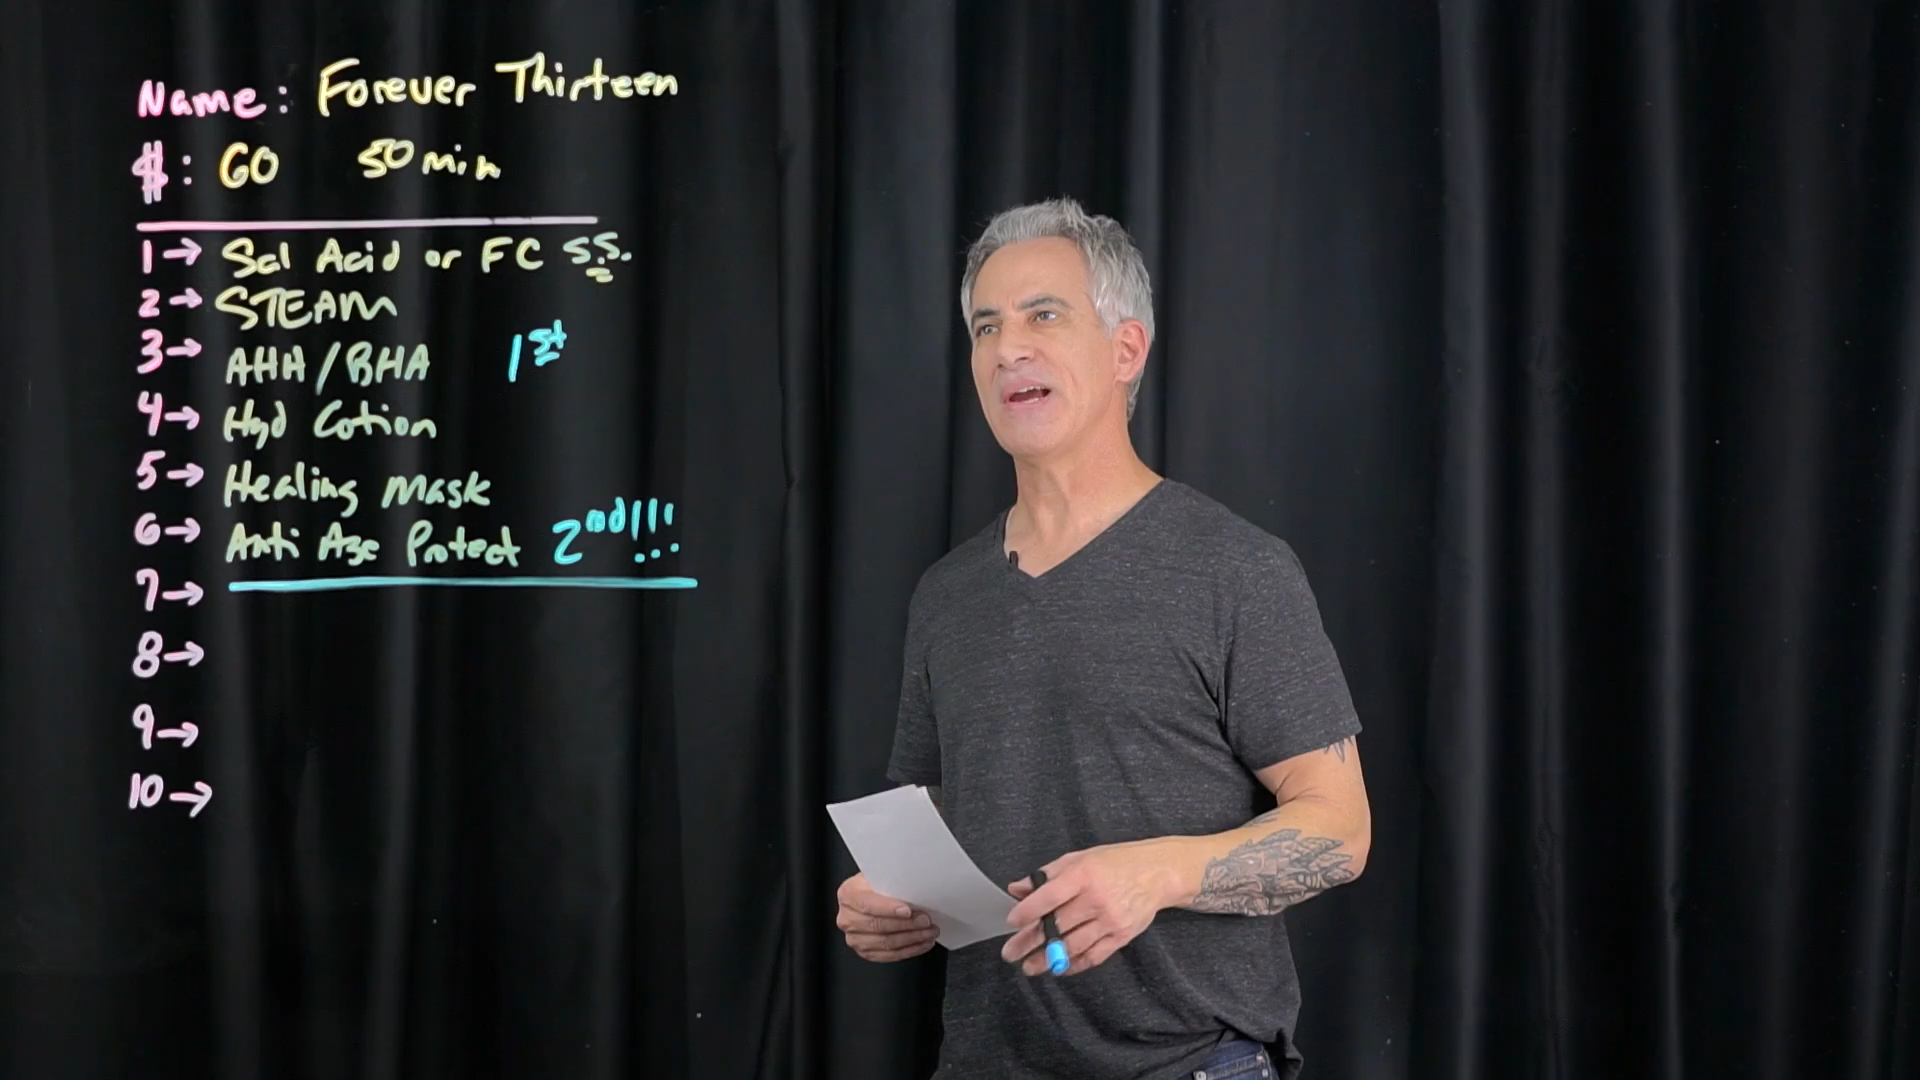 Name: Forever Thirteen
$: 60 50 min
1→ Sal Acid or FC S.S.
2→ STEAM
3→ AHH/BHA 1st
4→ Hyd Lotion
5→ Healing Mask
6→ Anti Age Protect 2nd!!!
7→
8→
9→
10→